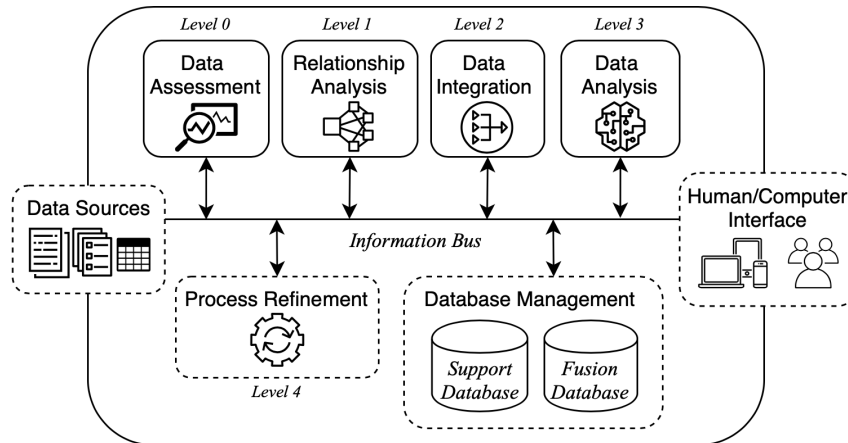 Level 0
Level 1
Level 2
Level 3
Data
Assessment
Relationship
Analysis
Data
Integration
Data
Analysis
Data Sources
Information Bus
Human/Computer
Interface
Process Refinement
Level 4
Database Management
Support
Database
Fusion
Database